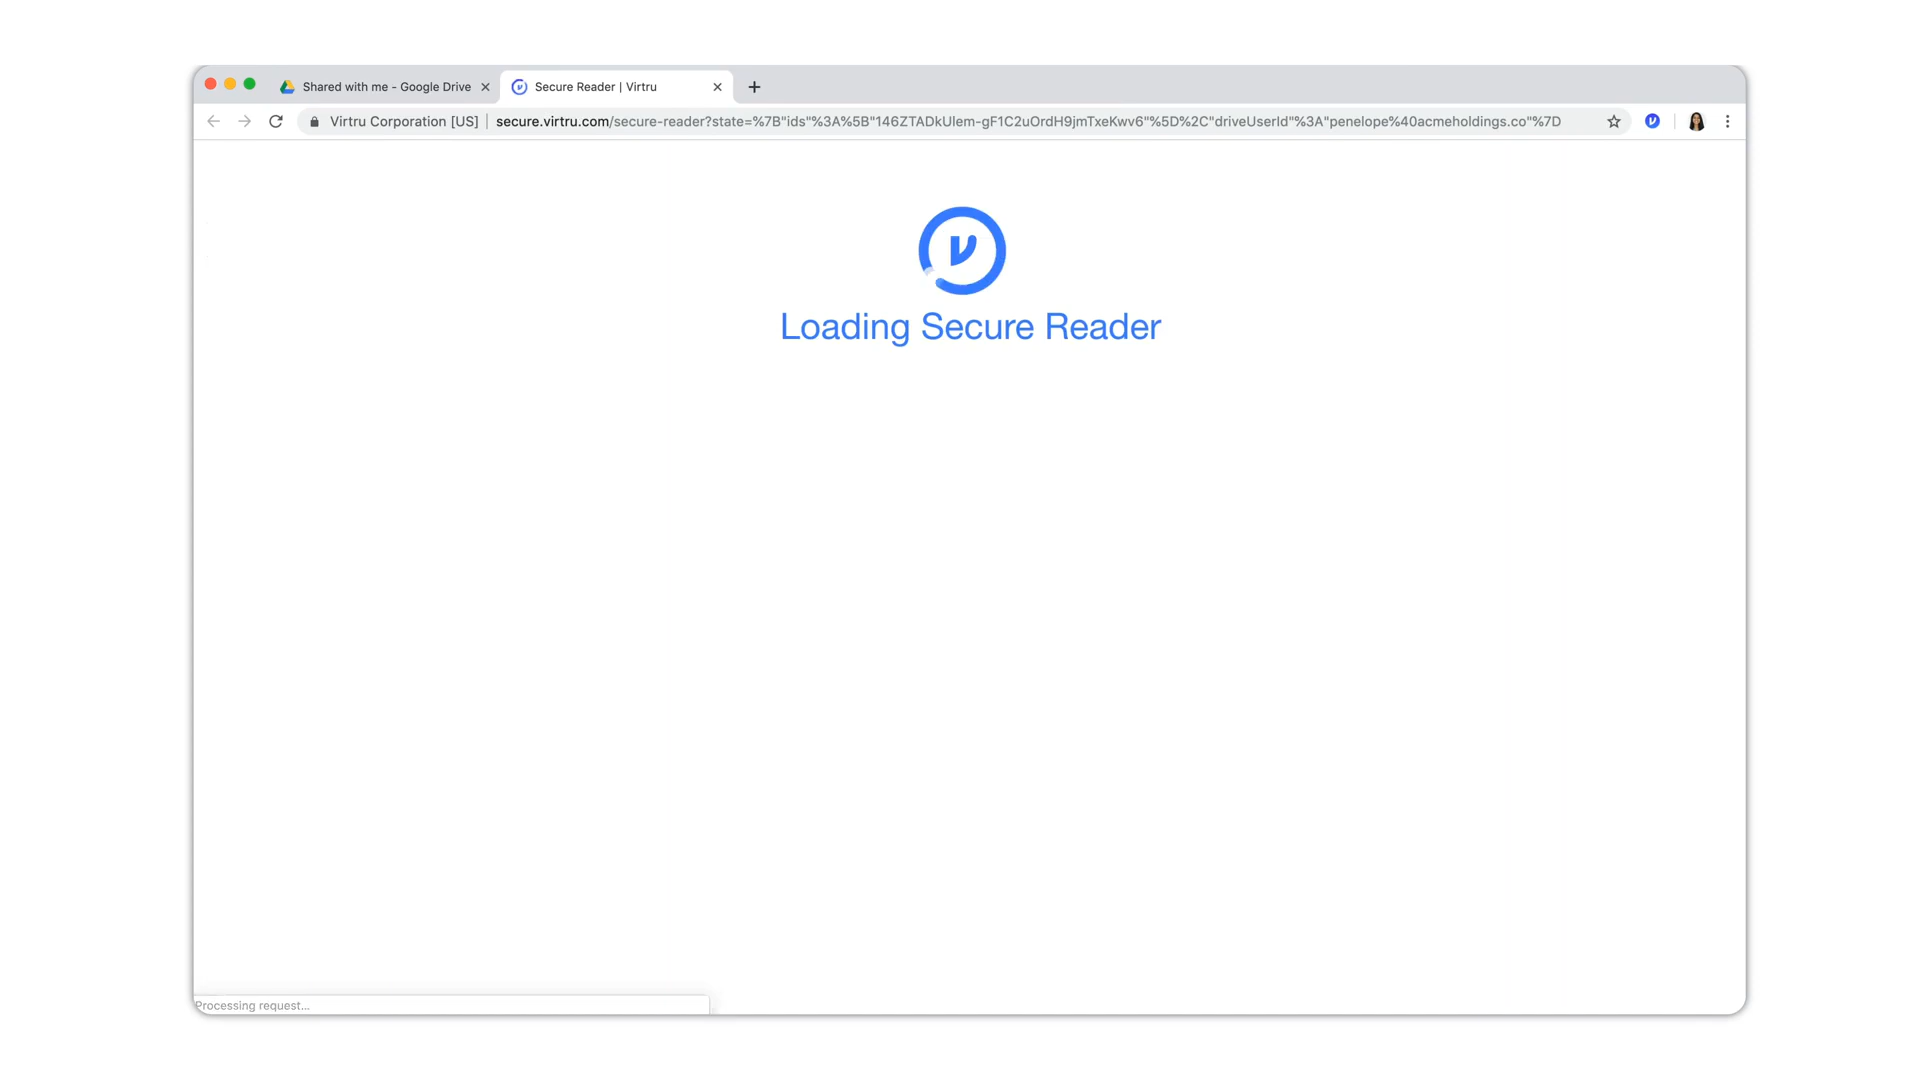 Shared with me - Google Drive
Secure Reader | Virtru
Virtru Corporation [US] | secure.virtru.com/secure-reader?state=%7B"ids"%3A%5B"146ZTADkUIem-gF1C2uOrdH9jmTxeKwv6"%5D%2C"driveUserId"%3A"penelope%40acmeholdings.co"%7D
Loading Secure Reader
Processing request...